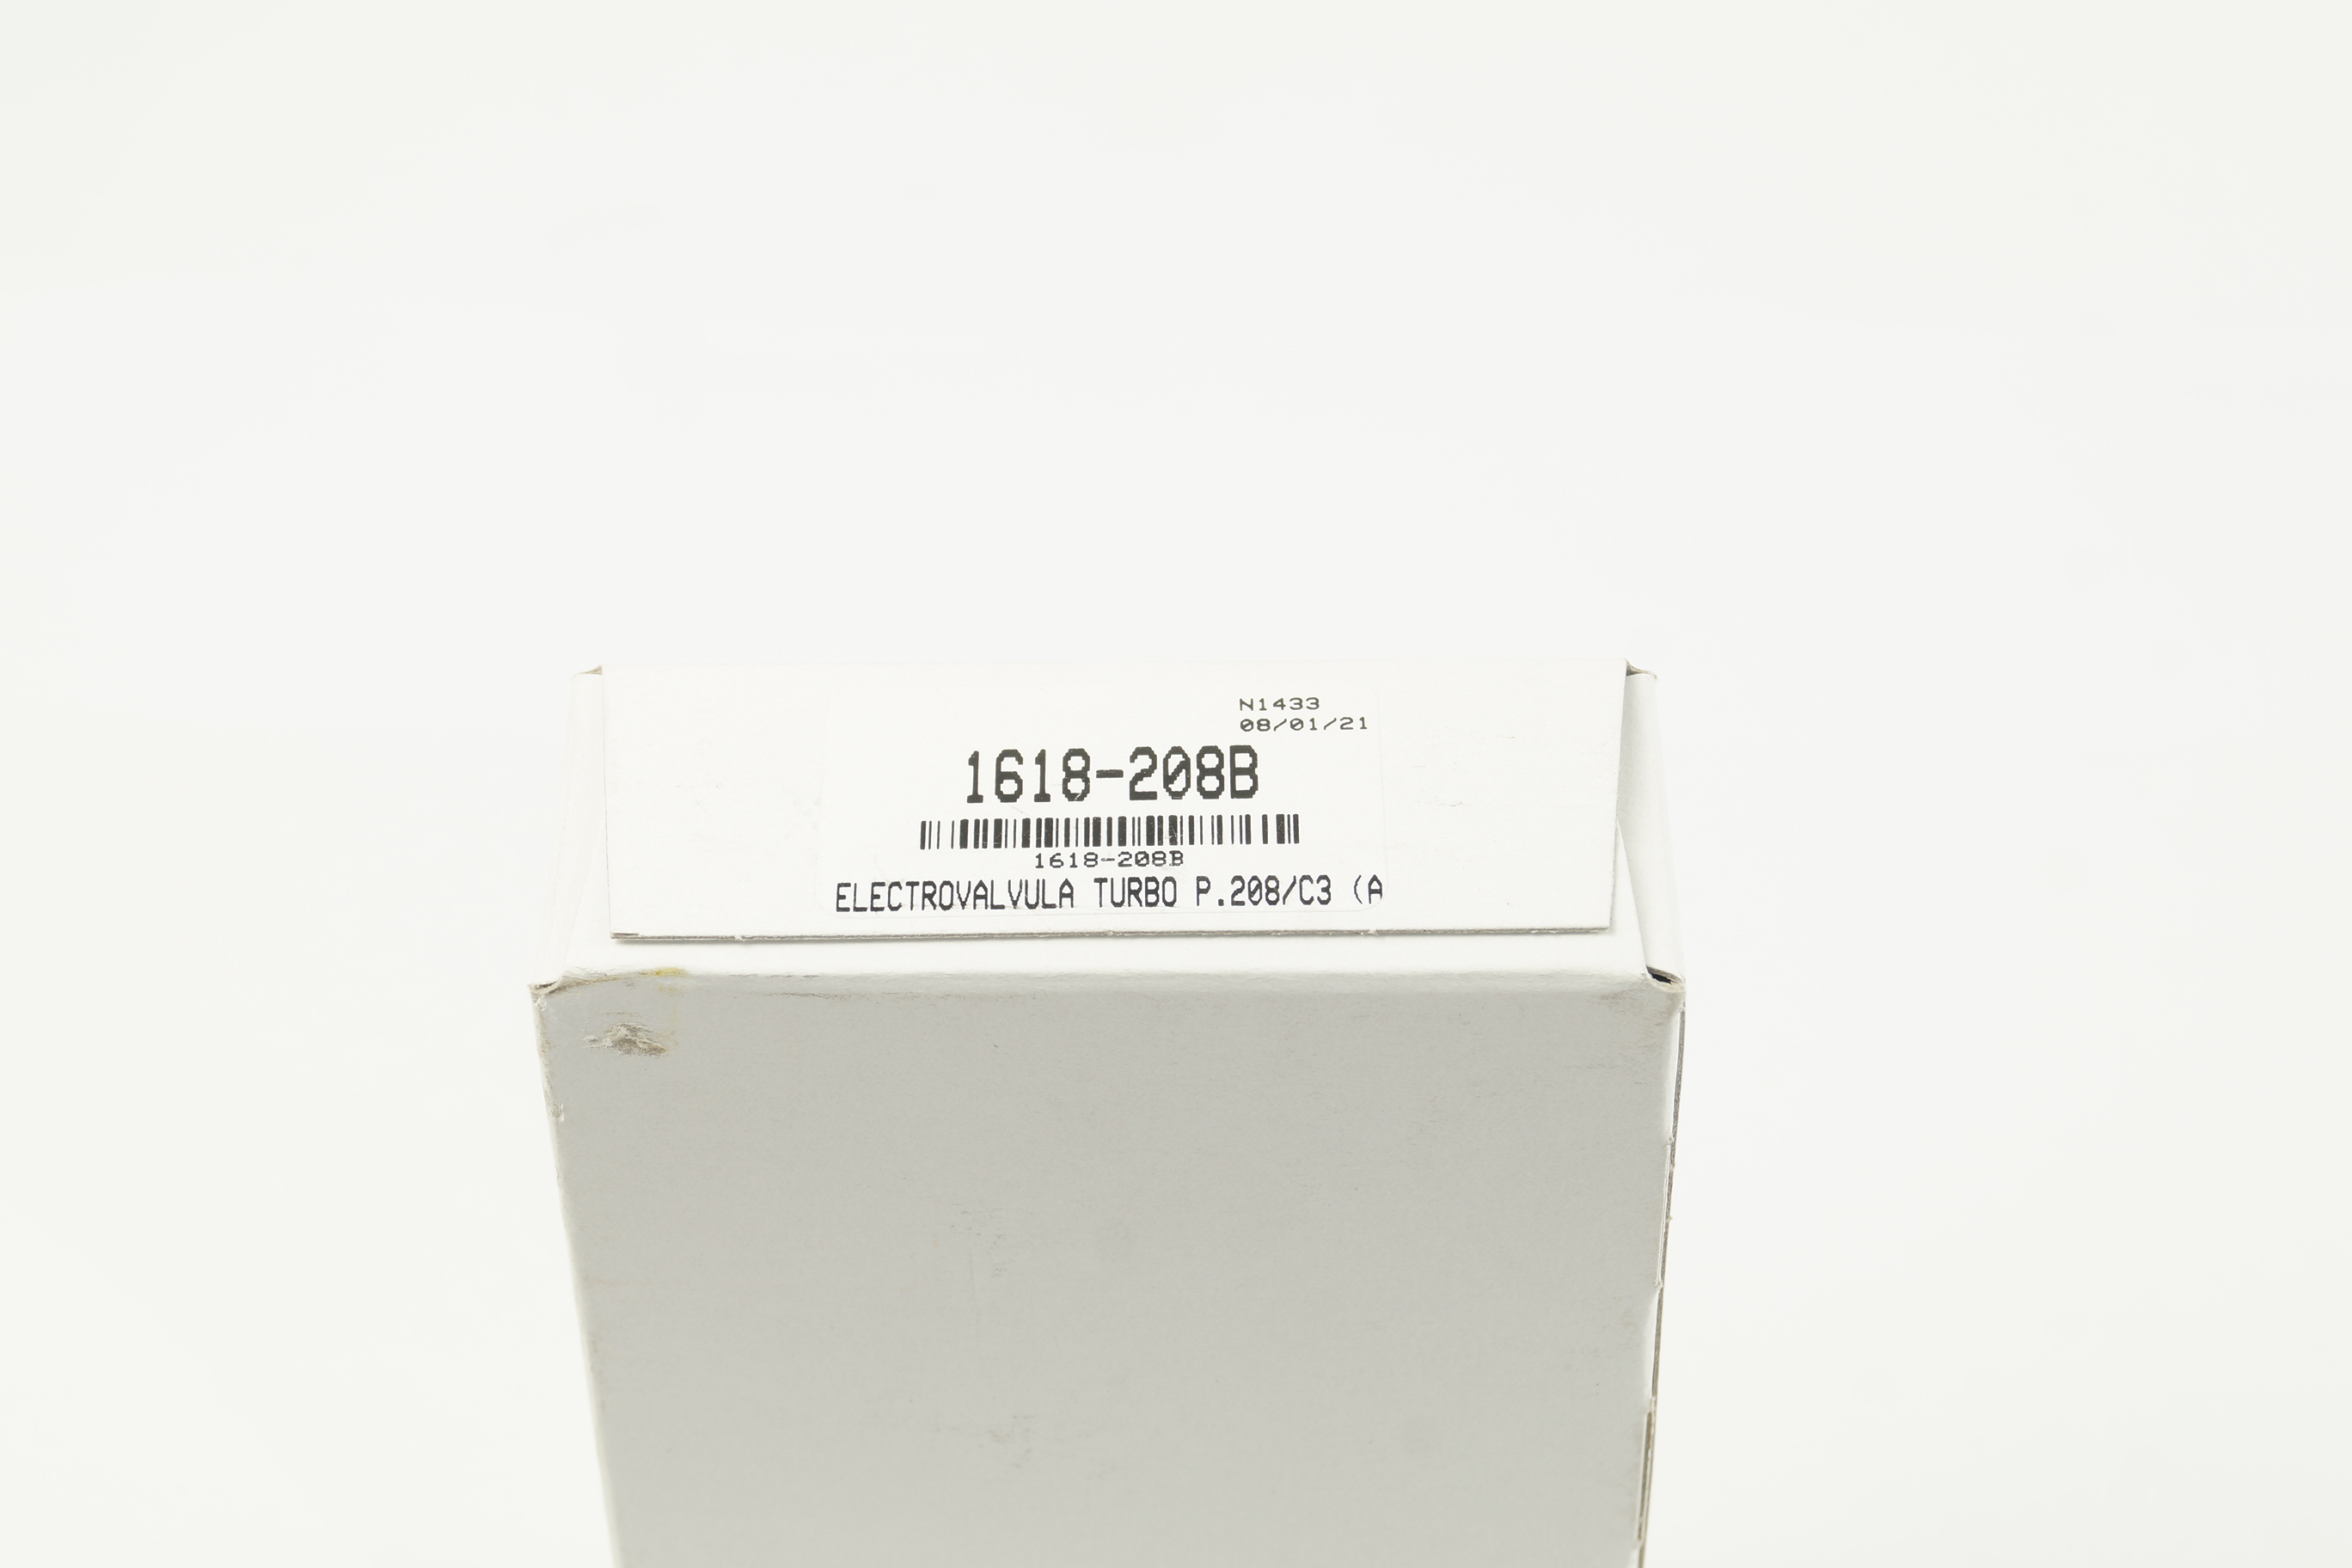 N1433
08/01/21
1618-208B
1618-208B
ELECTROVALVULA TURBO P.208/C3 (A